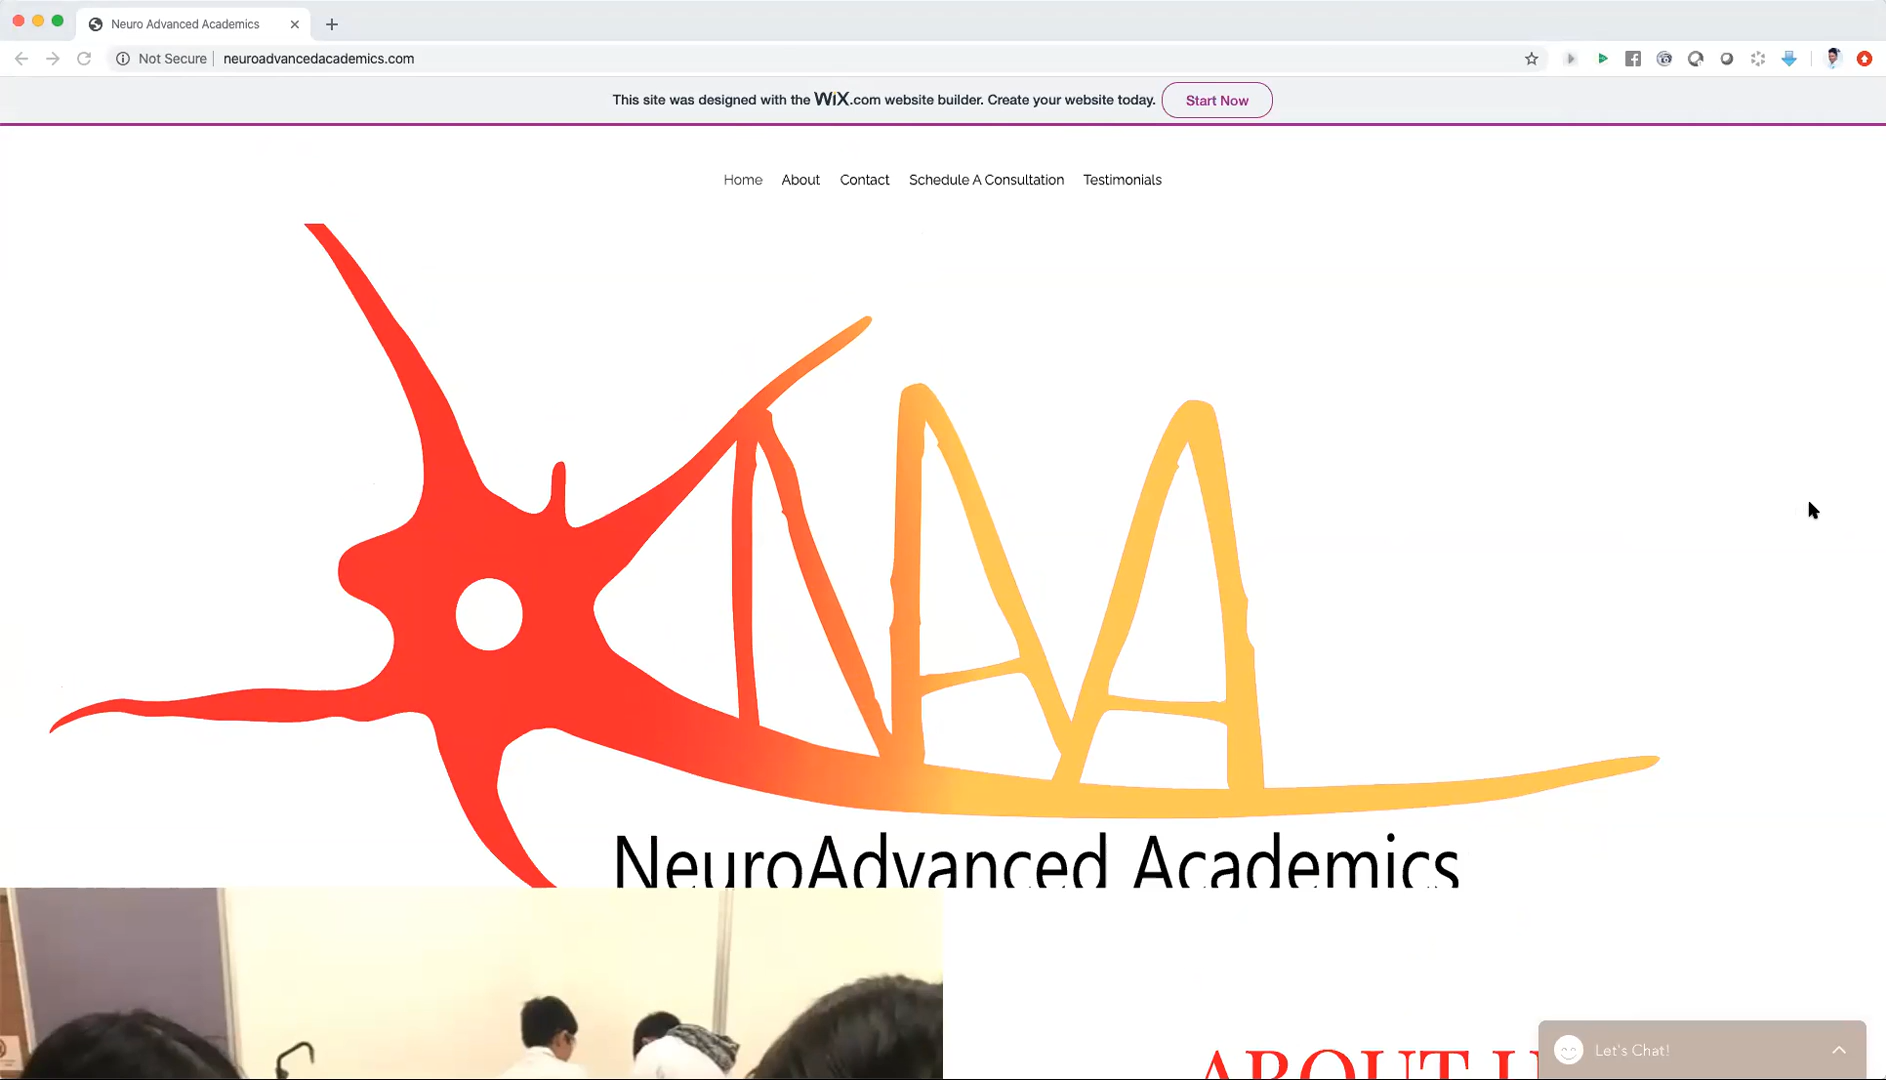 Neuro Advanced Academics
Not Secure
neuroadvancedacademics.com
This site was designed with the WiX.com website builder. Create your website today.
Start Now
Home
About
Contact
Schedule A Consultation
Testimonials
NAA
NeuroAdvanced Academics
ABOUT
Let's Chat!